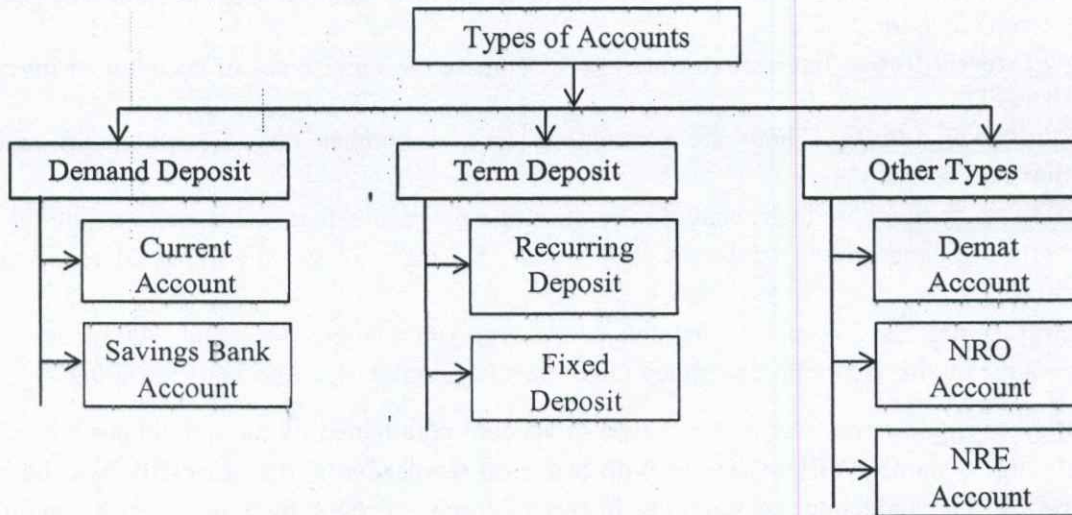 Types of Accounts
Demand Deposit
Current
Account
Savings Bank
Account
Term Deposit
Recurring
Deposit
Fixed
Deposit
Other Types
Demat
Account
NRO
Account
NRE
Account